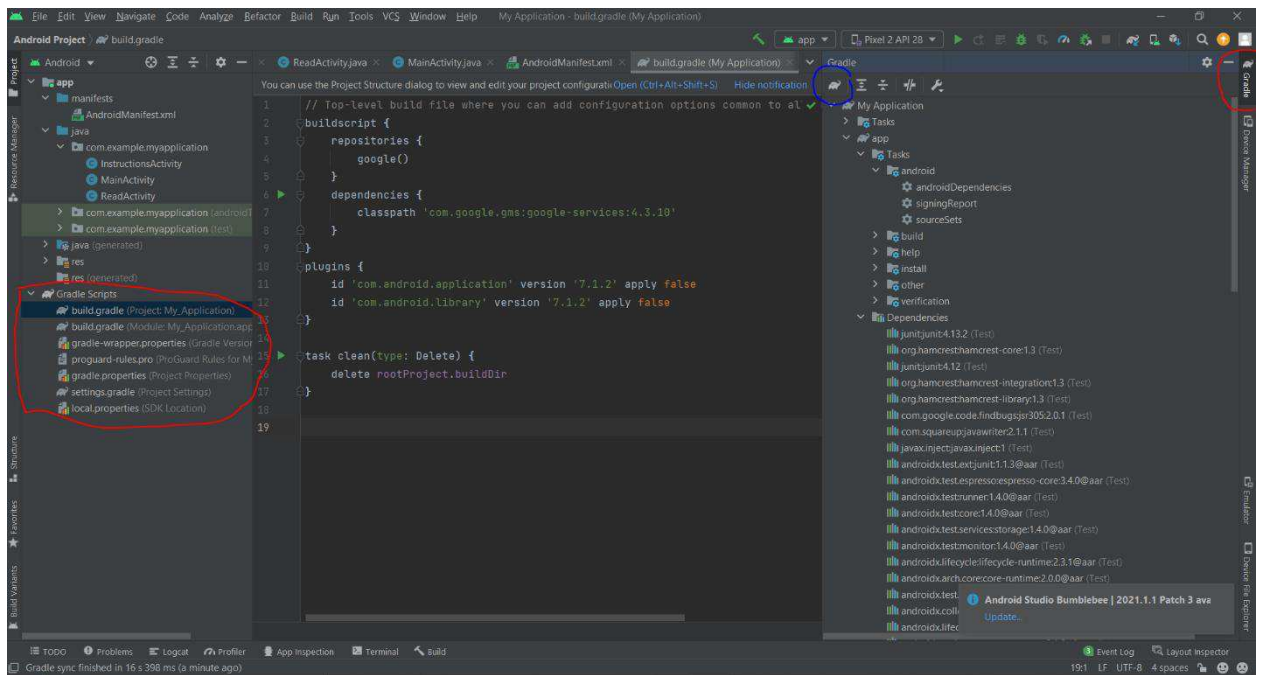 File Edit View Navigate Code Analyze Refactor Build Run Tools VCS Window Help My Application - build.gradle (My Application)
Android Project build.gradle
app Pixel 2 API 28
Android
ReadActivity.java MainActivity.java AndroidManifest.xml build.gradle (My Application)
Gradle
You can use the Project Structure dialog to view and edit your project configurati Open (Ctrl+Alt+Shift+S) Hide notification
Project
Resource Manager
Structure
Favorites
Build Variants
app
manifests
AndroidManifest.xml
java
com.example.myapplication
InstructionsActivity
MainActivity
ReadActivity
com.example.myapplication (androidT
com.example.myapplication (test)
java (generated)
res
res (generated)
Gradle Scripts
build.gradle (Project: My_Application)
build.gradle (Module: My_Application.app
gradle-wrapper.properties (Gradle Version
proguard-rules.pro (ProGuard Rules for M
gradle.properties (Project Properties)
settings.gradle (Project Settings)
local.properties (SDK Location)
1 // Top-level build file where you can add configuration options common to al
2 buildscript {
3 repositories {
4 google()
5 }
6 dependencies {
7 classpath 'com.google.gms:google-services:4.3.10'
8 }
9 }
10 plugins {
11 id 'com.android.application' version '7.1.2' apply false
12 id 'com.android.library' version '7.1.2' apply false
13 }
14
15 task clean(type: Delete) {
16 delete rootProject.buildDir
17 }
18
19
My Application
Tasks
app
Tasks
android
androidDependencies
signingReport
sourceSets
build
help
install
other
verification
Dependencies
junit:junit:4.13.2 (Test)
org.hamcrest:hamcrest-core:1.3 (Test)
junit:junit:4.12 (Test)
org.hamcrest:hamcrest-integration:1.3 (Test)
org.hamcrest:hamcrest-library:1.3 (Test)
com.google.code.findbugs:jsr305:2.0.1 (Test)
com.squareup:javawriter:2.1.1 (Test)
javax.inject:javax.inject:1 (Test)
androidx.test.ext:junit:1.1.3@aar (Test)
androidx.test.espresso:espresso-core:3.4.0@aar (Test)
androidx.test:runner:1.4.0@aar (Test)
androidx.test:core:1.4.0@aar (Test)
androidx.test.services:storage:1.4.0@aar (Test)
androidx.test:monitor:1.4.0@aar (Test)
androidx.lifecycle:lifecycle-runtime:2.3.1@aar (Test)
androidx.arch.core:core-runtime:2.0.0@aar (Test)
androidx.test.
androidx.coll
androidx.lifec
Android Studio Bumblebee | 2021.1.1 Patch 3 ava
Update...
Gradle
Device Manager
Emulator
Device File Explorer
TODO Problems Logcat Profiler App Inspection Terminal Build
3 Event Log Layout Inspector
Gradle sync finished in 16 s 398 ms (a minute ago)
19:1 LF UTF-8 4 spaces